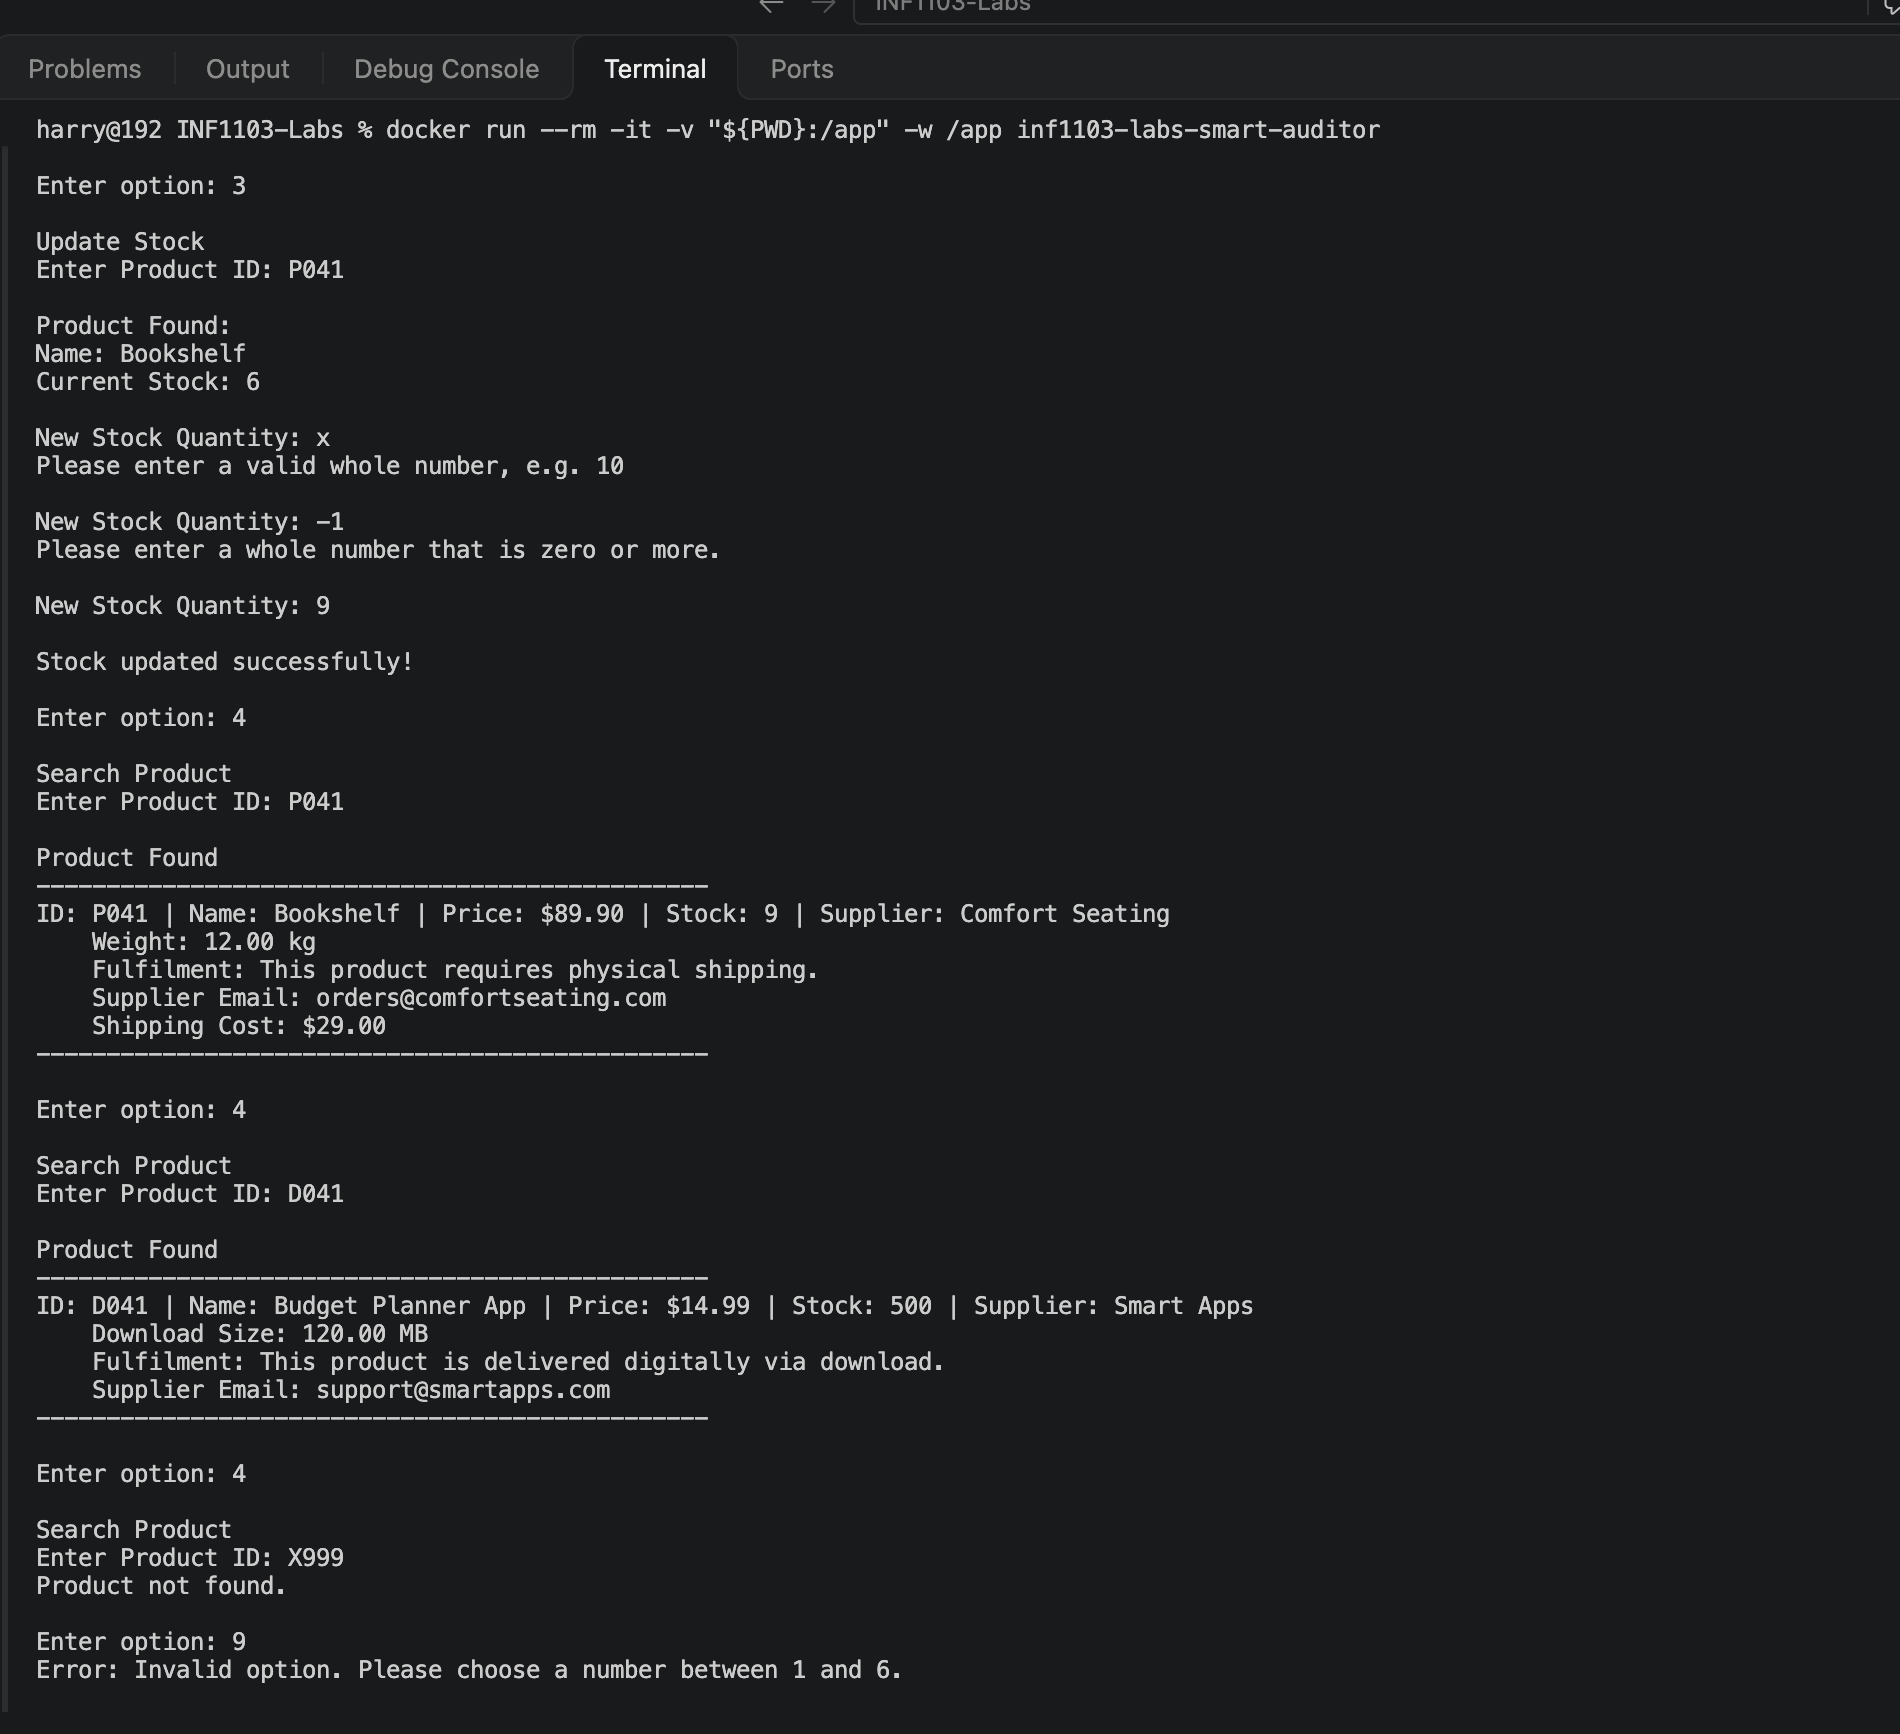 INF1103-Labs
Problems Output Debug Console Terminal Ports
harry@192 INF1103-Labs % docker run --rm -it -v "${PWD}:/app" -w /app inf1103-labs-smart-auditor
Enter option: 3
Update Stock
Enter Product ID: P041
Product Found:
Name: Bookshelf
Current Stock: 6
New Stock Quantity: x
Please enter a valid whole number, e.g. 10
New Stock Quantity: -1
Please enter a whole number that is zero or more.
New Stock Quantity: 9
Stock updated successfully!
Enter option: 4
Search Product
Enter Product ID: P041
Product Found
------------------------------------------------
ID: P041 | Name: Bookshelf | Price: $89.90 | Stock: 9 | Supplier: Comfort Seating
    Weight: 12.00 kg
    Fulfilment: This product requires physical shipping.
    Supplier Email: orders@comfortseating.com
    Shipping Cost: $29.00
------------------------------------------------
Enter option: 4
Search Product
Enter Product ID: D041
Product Found
------------------------------------------------
ID: D041 | Name: Budget Planner App | Price: $14.99 | Stock: 500 | Supplier: Smart Apps
    Download Size: 120.00 MB
    Fulfilment: This product is delivered digitally via download.
    Supplier Email: support@smartapps.com
------------------------------------------------
Enter option: 4
Search Product
Enter Product ID: X999
Product not found.
Enter option: 9
Error: Invalid option. Please choose a number between 1 and 6.